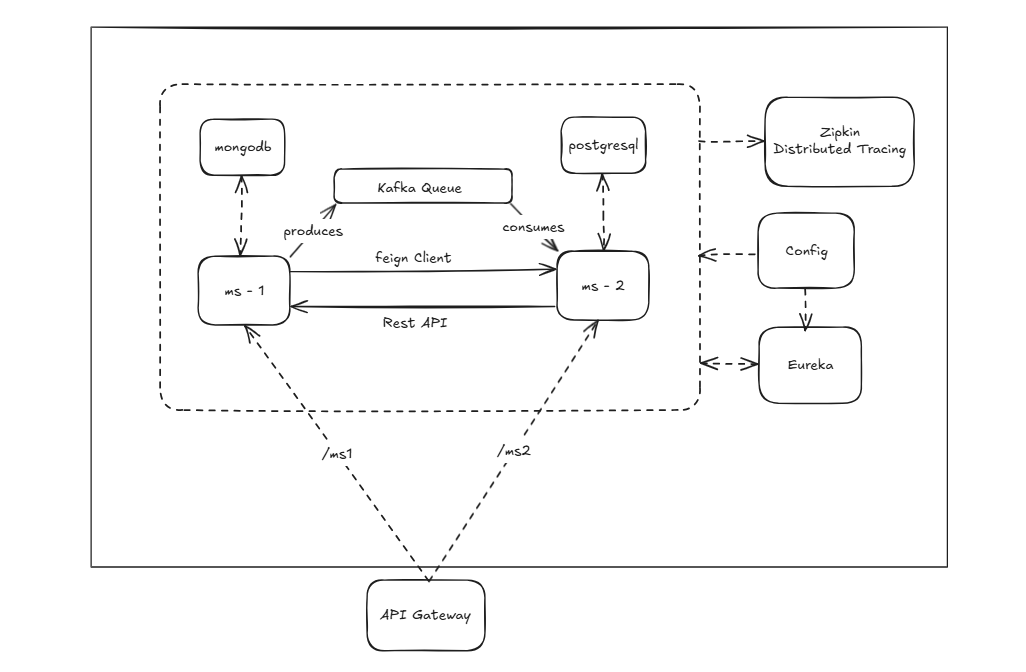 mongodb
postgresql
Zipkin
Distributed Tracing
Kafka Queue
produces
consumes
feign Client
Config
ms - 1
ms - 2
Rest API
Eureka
/ms1
/ms2
API Gateway